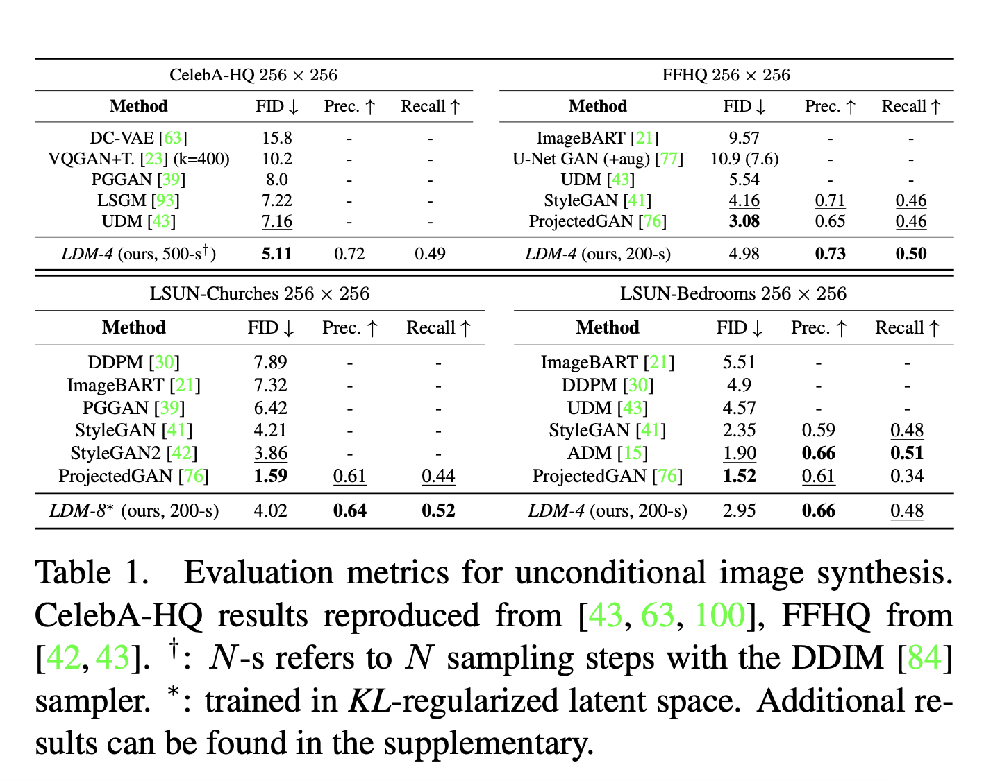 CelebA-HQ 256 × 256
Method FID ↓ Prec. ↑ Recall ↑
DC-VAE [63] 15.8 - -
VQGAN+T. [23] (k=400) 10.2 - -
PGGAN [39] 8.0 - -
LSGM [93] 7.22 - -
UDM [43] 7.16 - -
LDM-4 (ours, 500-s†) 5.11 0.72 0.49
FFHQ 256 × 256
Method FID ↓ Prec. ↑ Recall ↑
ImageBART [21] 9.57 - -
U-Net GAN (+aug) [77] 10.9 (7.6) - -
UDM [43] 5.54 - -
StyleGAN [41] 4.16 0.71 0.46
ProjectedGAN [76] 3.08 0.65 0.46
LDM-4 (ours, 200-s) 4.98 0.73 0.50
LSUN-Churches 256 × 256
Method FID ↓ Prec. ↑ Recall ↑
DDPM [30] 7.89 - -
ImageBART [21] 7.32 - -
PGGAN [39] 6.42 - -
StyleGAN [41] 4.21 - -
StyleGAN2 [42] 3.86 - -
ProjectedGAN [76] 1.59 0.61 0.44
LDM-8* (ours, 200-s) 4.02 0.64 0.52
LSUN-Bedrooms 256 × 256
Method FID ↓ Prec. ↑ Recall ↑
ImageBART [21] 5.51 - -
DDPM [30] 4.9 - -
UDM [43] 4.57 - -
StyleGAN [41] 2.35 0.59 0.48
ADM [15] 1.90 0.66 0.51
ProjectedGAN [76] 1.52 0.61 0.34
LDM-4 (ours, 200-s) 2.95 0.66 0.48
Table 1. Evaluation metrics for unconditional image synthesis.
CelebA-HQ results reproduced from [43, 63, 100], FFHQ from
[42, 43]. †: N-s refers to N sampling steps with the DDIM [84]
sampler. *: trained in KL-regularized latent space. Additional re-
sults can be found in the supplementary.